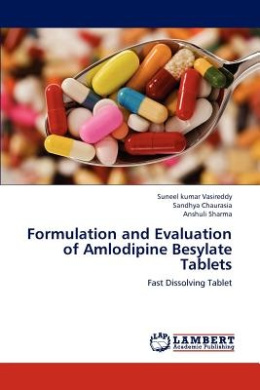 Suneel kumar Vasireddy
Sandhya Chaurasia
Anshuli Sharma
Formulation and Evaluation
of Amlodipine Besylate
Tablets
Fast Dissolving Tablet
LAP LAMBERT
Academic Publishing